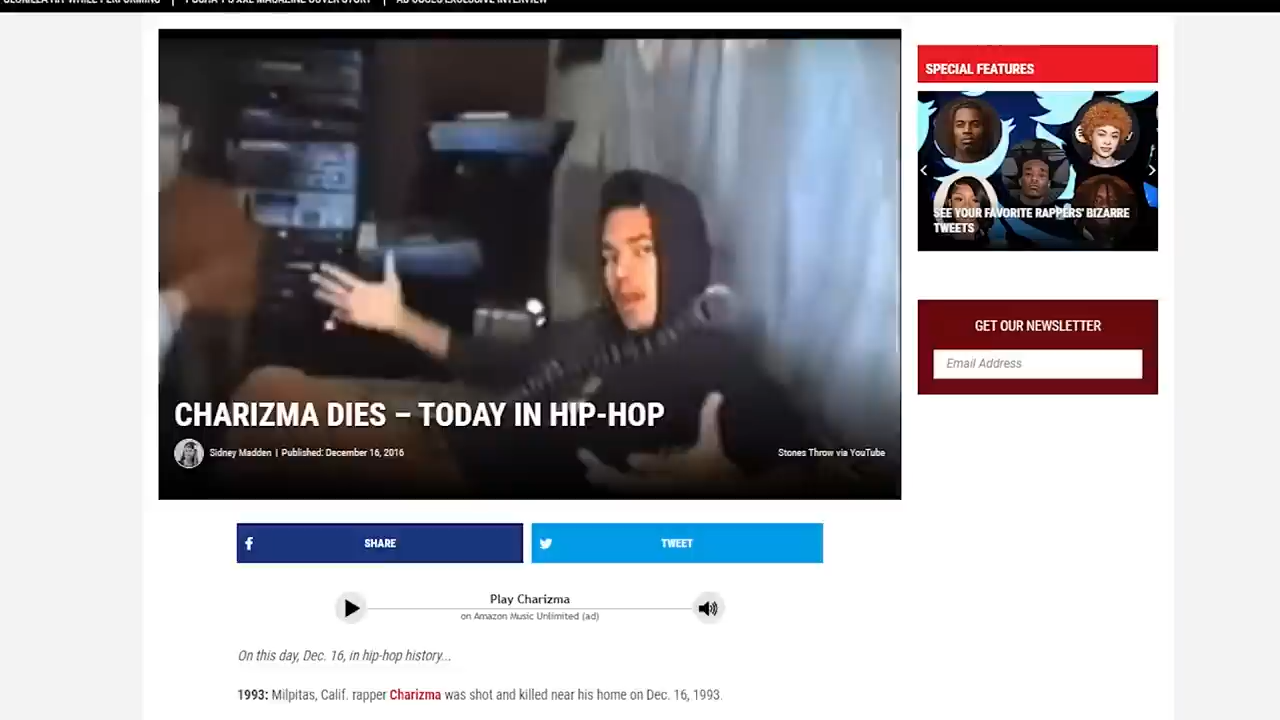 SPECIAL FEATURES
SEE YOUR FAVORITE RAPPERS' BIZARRE
TWEETS
GET OUR NEWSLETTER
Email Address
CHARIZMA DIES – TODAY IN HIP-HOP
Sidney Madden | Published: December 16, 2016
Stones Throw via YouTube
SHARE
TWEET
Play Charizma
on Amazon Music Unlimited (ad)
On this day, Dec. 16, in hip-hop history...
1993: Milpitas, Calif. rapper Charizma was shot and killed near his home on Dec. 16, 1993.